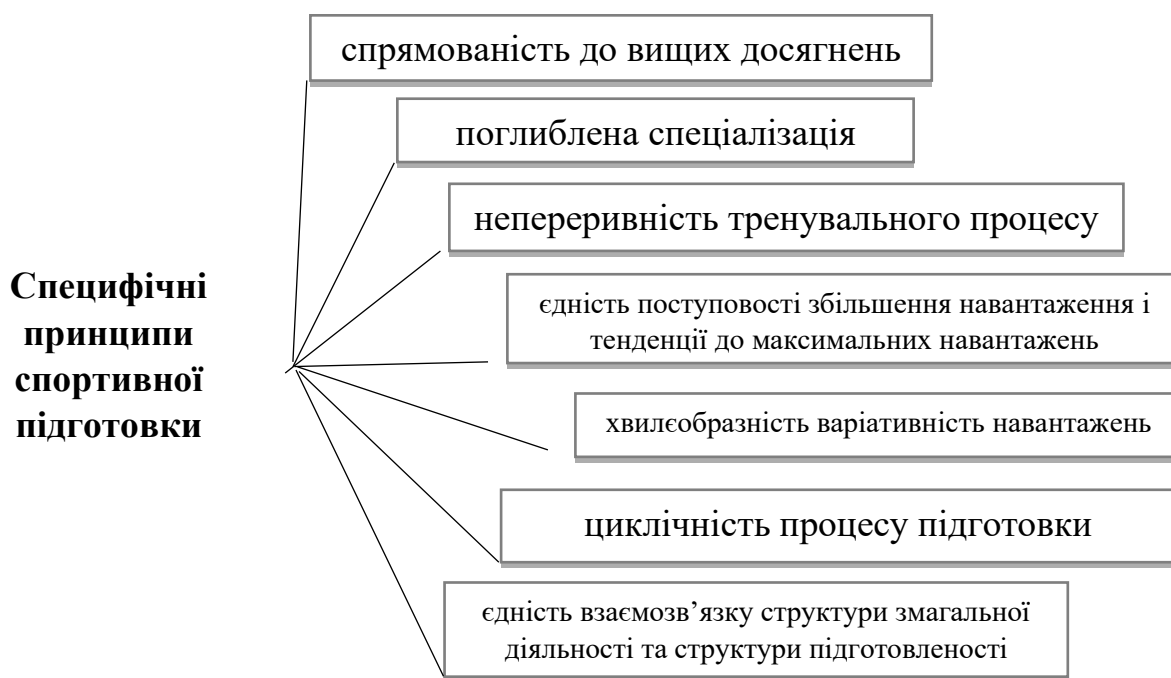 спрямованість до вищих досягнень
поглиблена спеціалізація
непереривність тренувального процесу
Специфічні
принципи
спортивної
підготовки
єдність поступовості збільшення навантаження і
тенденції до максимальних навантажень
хвилєобразність варіативність навантажень
циклічність процесу підготовки
єдність взаємозв’язку структури змагальної
діяльності та структури підготовленості